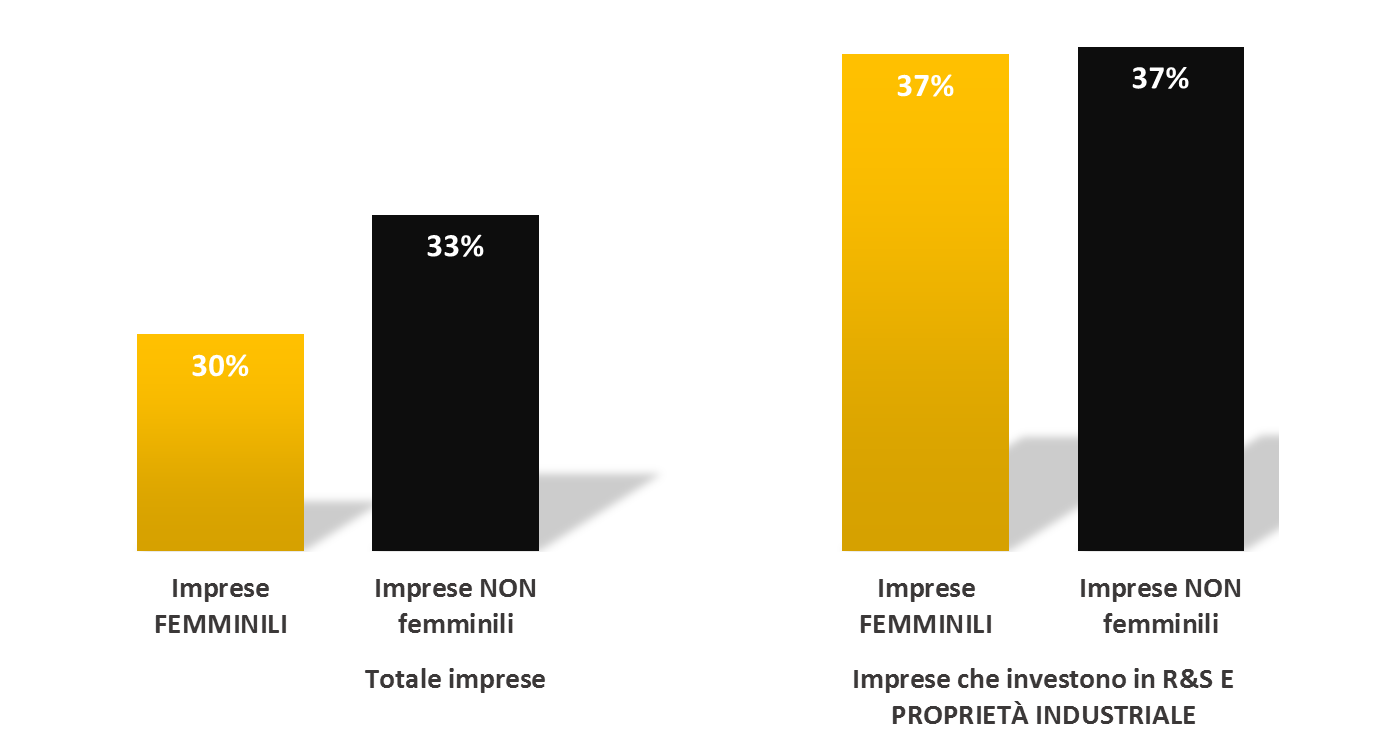 37%
37%
33%
30%
Imprese
FEMMINILI
Imprese NON
femminili
Imprese
FEMMINILI
Imprese NON
femminili
Totale imprese
Imprese che investono in R&S E
PROPRIETÀ INDUSTRIALE